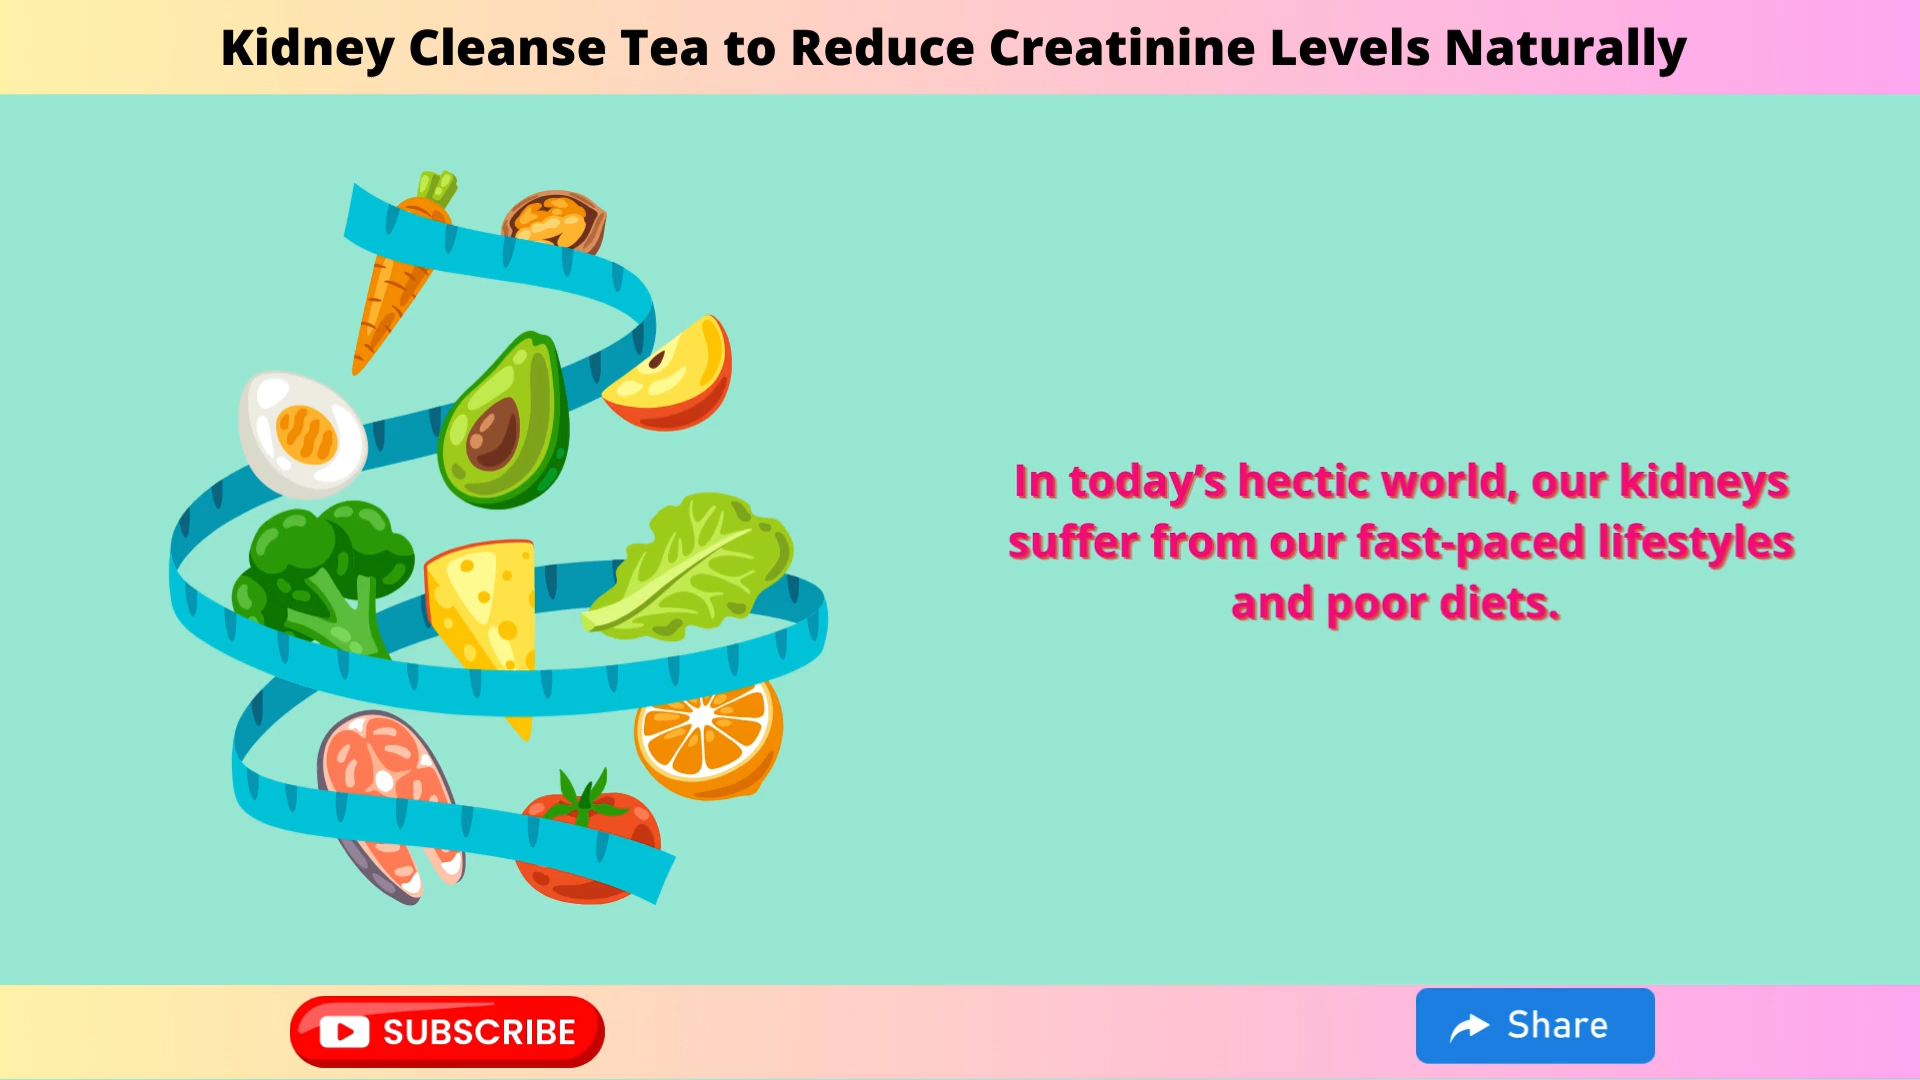 Kidney Cleanse Tea to Reduce Creatinine Levels Naturally
In today’s hectic world, our kidneys
suffer from our fast-paced lifestyles
and poor diets.
SUBSCRIBE
Share